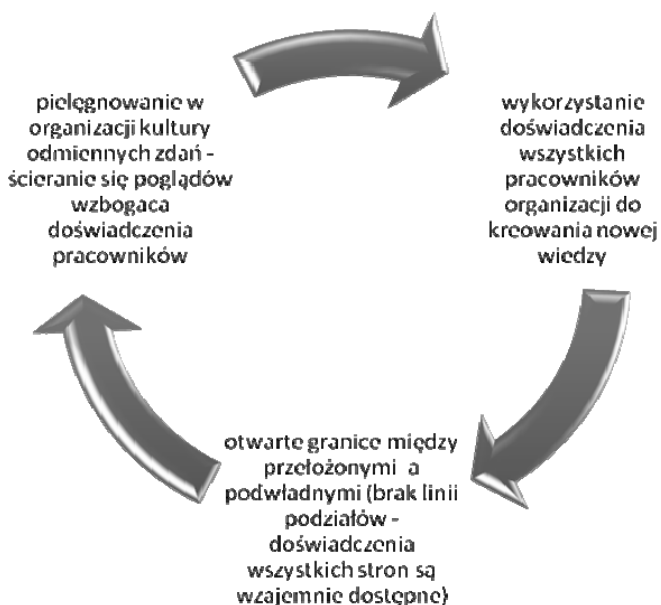 pielęgnowanie w
organizacji kultury
odmiennych zdań -
ścieranie się poglądów
wzbogaca
doświadczenia
pracowników
wykorzystanie
doświadczenia
wszystkich
pracowników
organizacji do
kreowania nowej
wiedzy
otwarte granice między
przełożonymi a
podwładnymi (brak linii
podziałów -
doświadczenia
wszystkich stron są
wzajemnie dostępne)